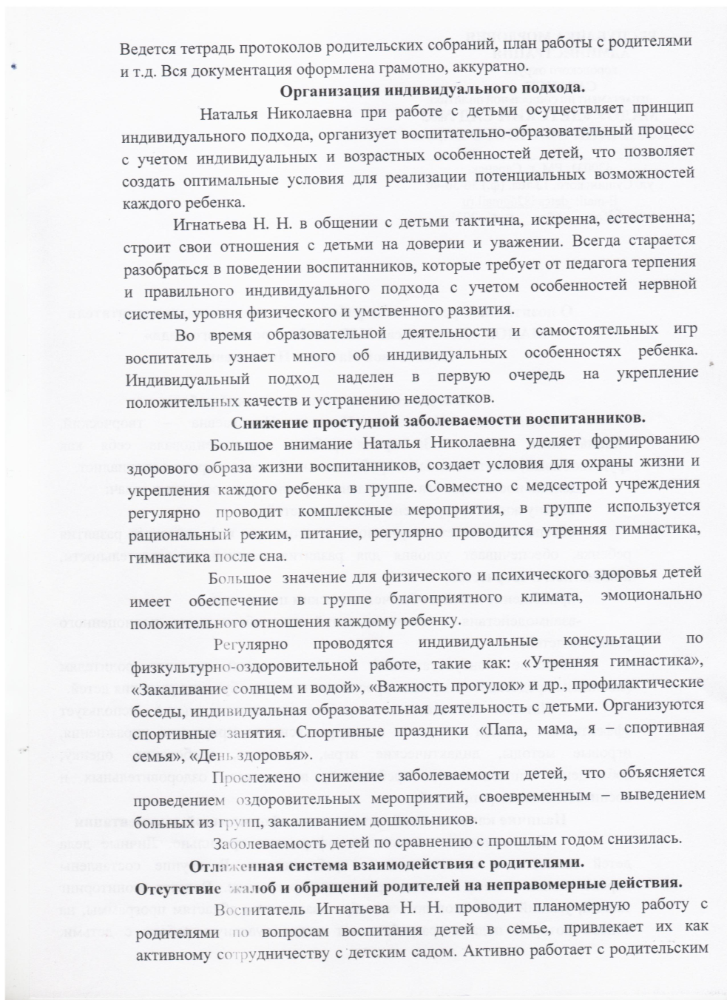 Ведется тетрадь протоколов родительских собраний, план работы с родителями
и т.д. Вся документация оформлена грамотно, аккуратно.
Организация индивидуального подхода.
Наталья Николаевна при работе с детьми осуществляет принцип
индивидуального подхода, организует воспитательно-образовательный процесс
с учетом индивидуальных и возрастных особенностей детей, что позволяет
создать оптимальные условия для реализации потенциальных возможностей
каждого ребенка.
Игнатьева Н. Н. в общении с детьми тактична, искренна, естественна;
строит свои отношения с детьми на доверии и уважении. Всегда старается
разобраться в поведении воспитанников, которые требует от педагога терпения
и правильного индивидуального подхода с учетом особенностей нервной
системы, уровня физического и умственного развития.
Во время образовательной деятельности и самостоятельных игр
воспитатель узнает много об индивидуальных особенностях ребенка.
Индивидуальный подход наделен в первую очередь на укрепление
положительных качеств и устранению недостатков.
Снижение простудной заболеваемости воспитанников.
Большое внимание Наталья Николаевна уделяет формированию
здорового образа жизни воспитанников, создает условия для охраны жизни и
укрепления каждого ребенка в группе. Совместно с медсестрой учреждения
регулярно проводит комплексные мероприятия, в группе используется
рациональный режим, питание, регулярно проводится утренняя гимнастика,
гимнастика после сна.
Большое значение для физического и психического здоровья детей
имеет обеспечение в группе благоприятного климата, эмоционально
положительного отношения каждому ребенку.
Регулярно проводятся индивидуальные консультации по
физкультурно-оздоровительной работе, такие как: «Утренняя гимнастика»,
«Закаливание солнцем и водой», «Важность прогулок» и др., профилактические
беседы, индивидуальная образовательная деятельность с детьми. Организуются
спортивные занятия. Спортивные праздники «Папа, мама, я – спортивная
семья», «День здоровья».
Прослежено снижение заболеваемости детей, что объясняется
проведением оздоровительных мероприятий, своевременным – выведением
больных из групп, закаливанием дошкольников.
Заболеваемость детей по сравнению с прошлым годом снизилась.
Отлаженная система взаимодействия с родителями.
Отсутствие жалоб и обращений родителей на неправомерные действия.
Воспитатель Игнатьева Н. Н. проводит планомерную работу с
родителями по вопросам воспитания детей в семье, привлекает их как
активному сотрудничеству с детским садом. Активно работает с родительским